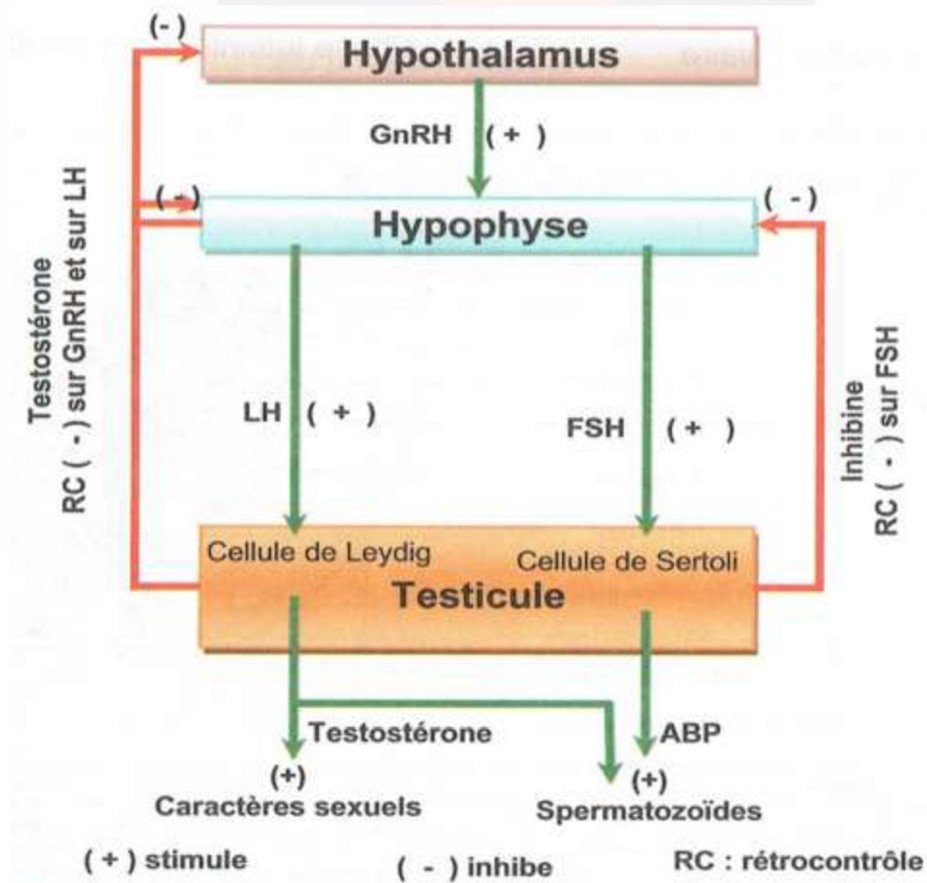 (-)
Hypothalamus
GnRH ( + )
(-)
( - )
Hypophyse
Testostérone
RC ( - ) sur GnRH et sur LH
LH ( + )
FSH ( + )
Inhibine
RC ( - ) sur FSH
Cellule de Leydig
Cellule de Sertoli
Testicule
Testostérone
ABP
(+)
(+)
Caractères sexuels
Spermatozoïdes
( + ) stimule
( - ) inhibe
RC : rétrocontrôle